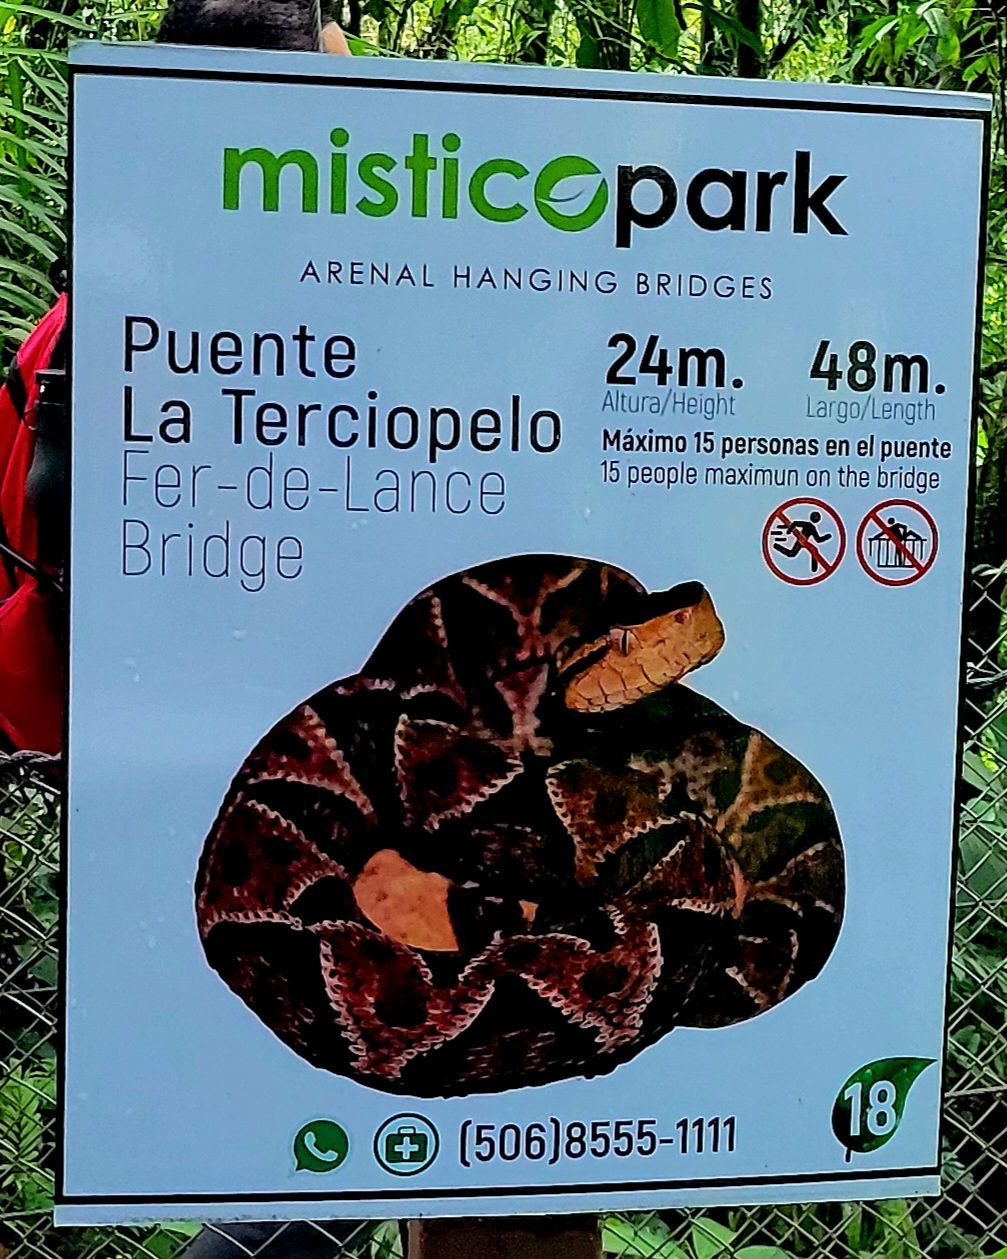 misticopark
ARENAL HANGING BRIDGES
Puente
La Terciopelo
Fer-de-Lance
Bridge
24m.
Altura/Height
48m.
Largo/Length
Máximo 15 personas en el puente
15 people maximun on the bridge
(506)8555-1111
18